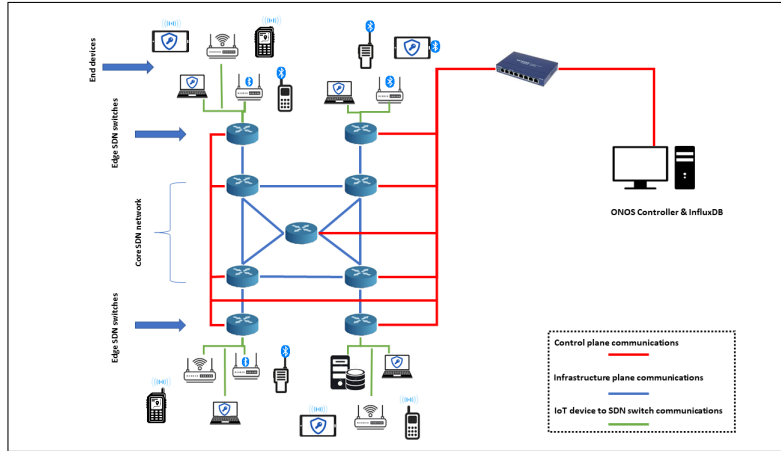 End devices
Edge SDN switches
Core SDN network
Edge SDN switches
ONOS Controller & InfluxDB
Control plane communications
Infrastructure plane communications
IoT device to SDN switch communications